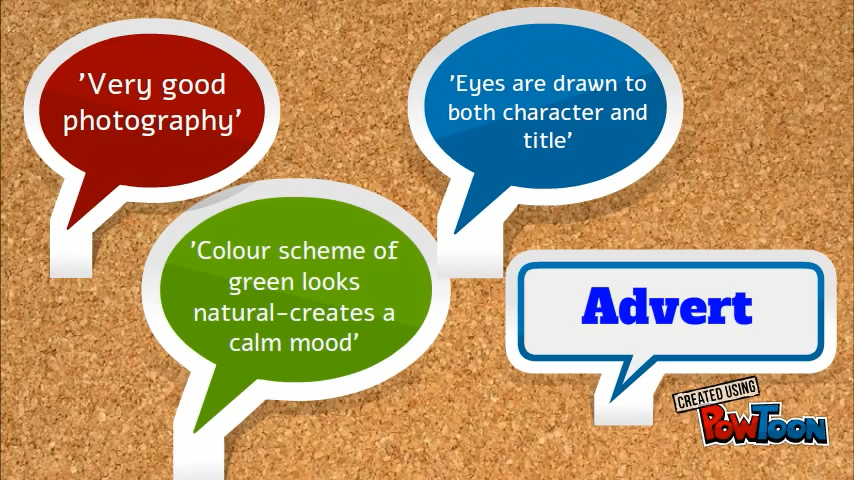 'Very good
photography'
'Eyes are drawn to
both character and
title'
'Colour scheme of
green looks
natural-creates a
calm mood'
Advert
CREATED USING
POWTOON